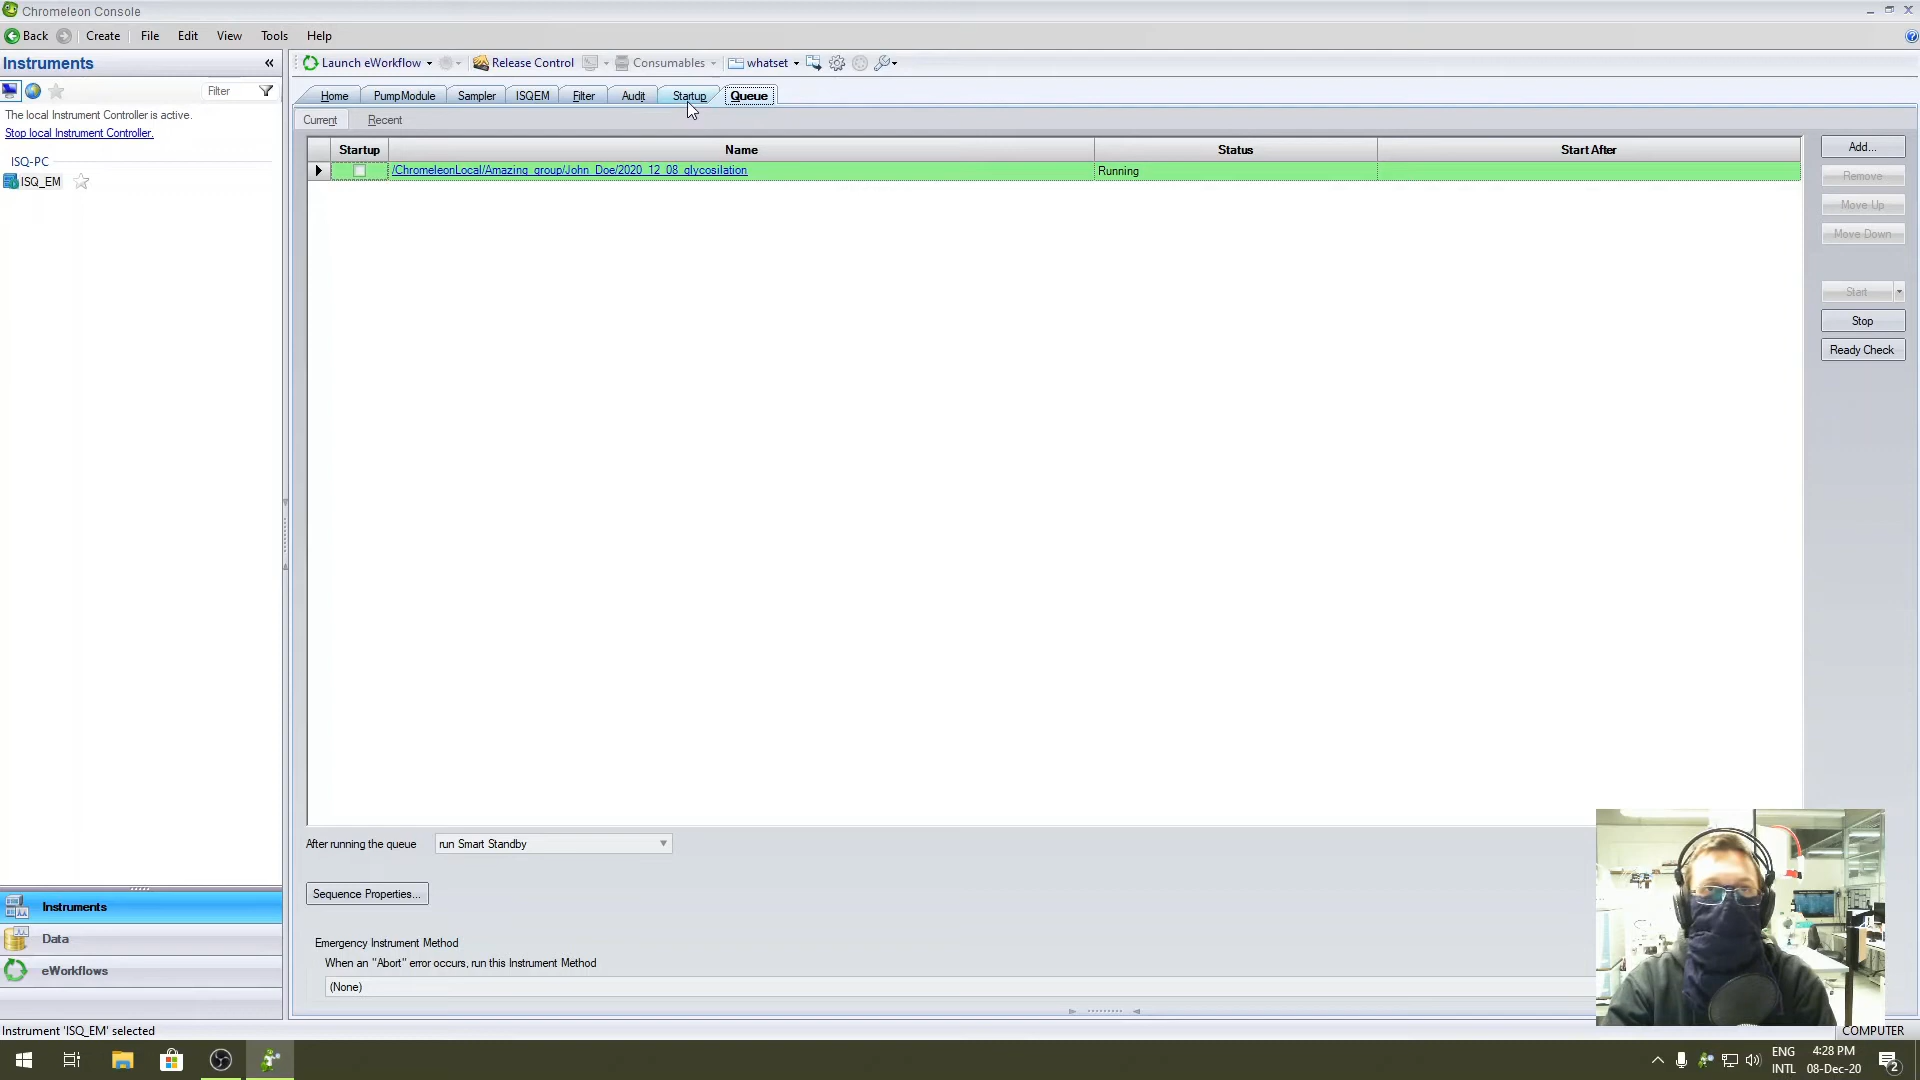 Chromeleon Console
Back Create File Edit View Tools Help
Instruments «
Filter
The local Instrument Controller is active.
Stop local Instrument Controller.
ISQ-PC
ISQ_EM
Launch eWorkflow Release Control Consumables whatset
Home PumpModule Sampler ISQEM Filter Audit Startup Queue
Current Recent
Startup Name Status Start After
/ChromeleonLocal/Amazing_group/John_Doe/2020_12_08_glycosilation Running
Add...
Remove
Move Up
Move Down
Start
Stop
Ready Check
After running the queue run Smart Standby
Sequence Properties...
Emergency Instrument Method
When an "Abort" error occurs, run this Instrument Method
(None)
Instruments
Data
eWorkflows
Instrument 'ISQ_EM' selected
COMPUTER
ENG 4:28 PM
INTL 08-Dec-20
2